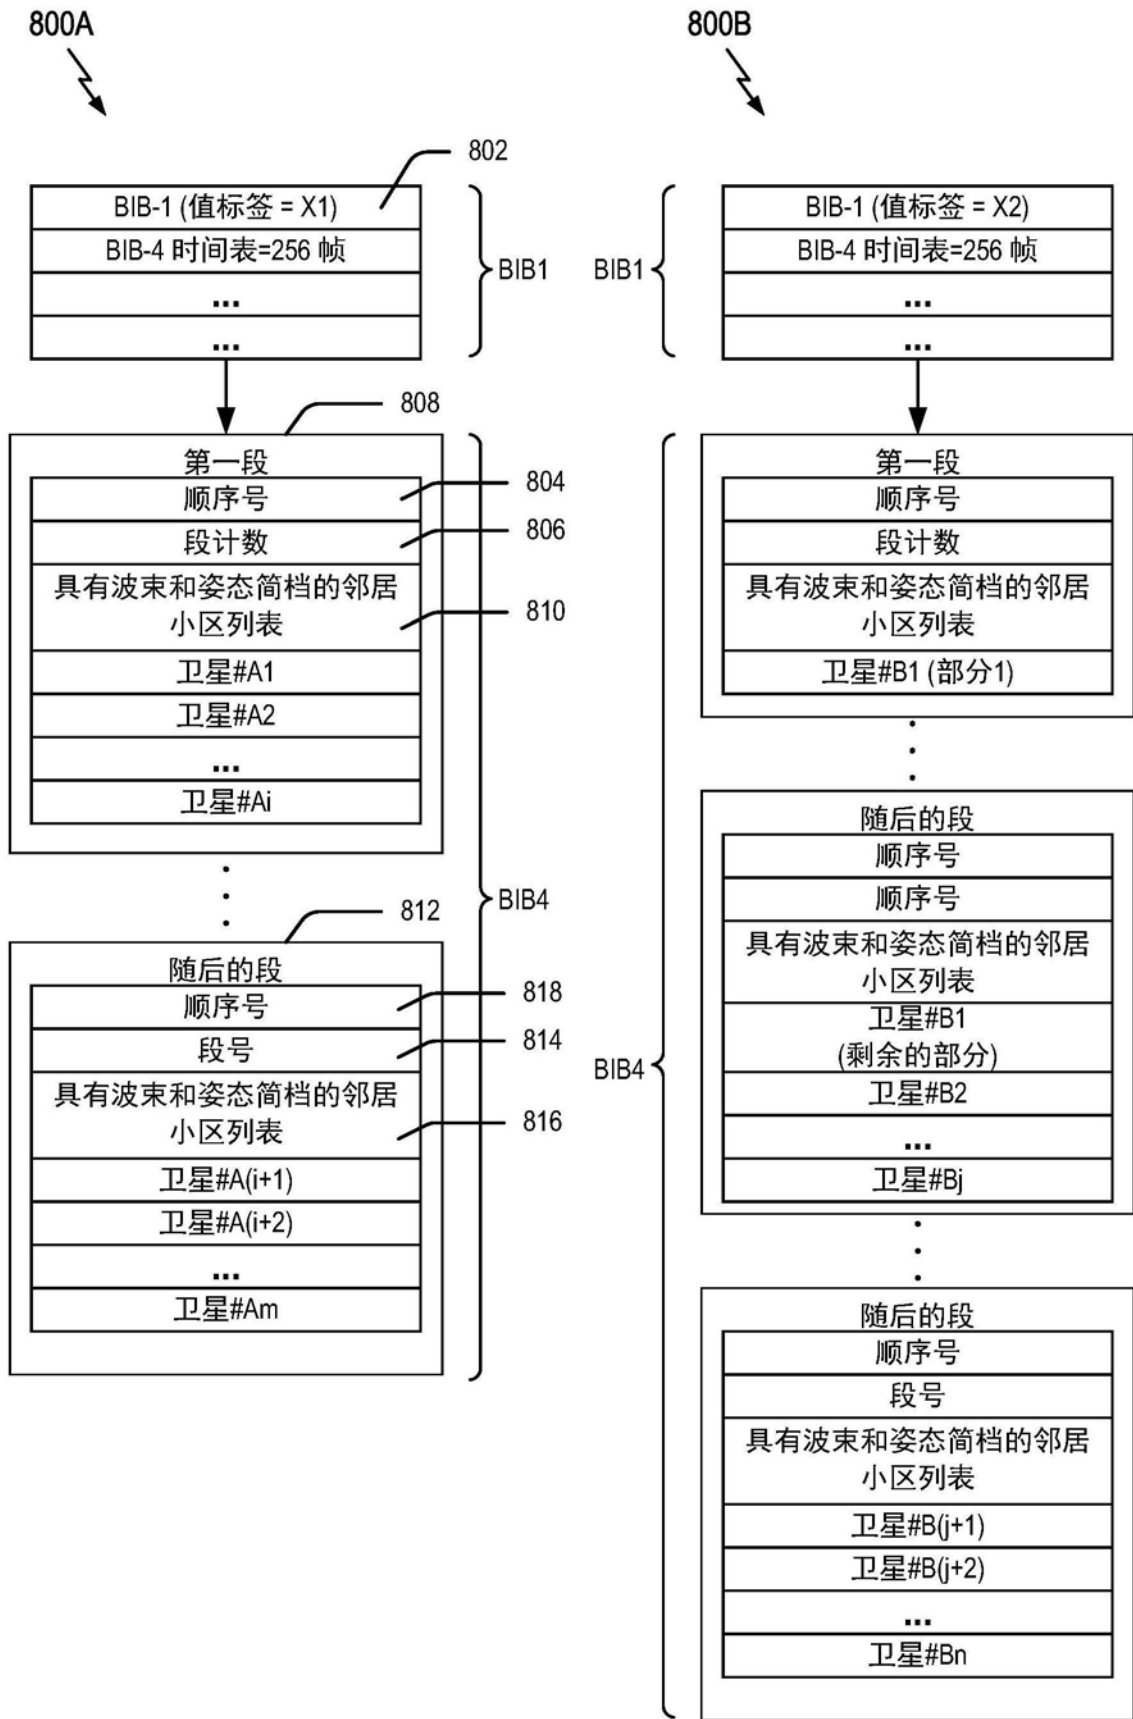 800A
802
BIB-1 (值标签 = X1)
BIB-4 时间表=256 帧
...
...
BIB1
808
第一段
顺序号
804
段计数
806
具有波束和姿态简档的邻居
小区列表
810
卫星#A1
卫星#A2
...
卫星#Ai
BIB4
812
随后的段
顺序号
818
段号
814
具有波束和姿态简档的邻居
小区列表
816
卫星#A(i+1)
卫星#A(i+2)
...
卫星#Am
800B
BIB-1 (值标签 = X2)
BIB-4 时间表=256 帧
...
...
BIB1
第一段
顺序号
段计数
具有波束和姿态简档的邻居
小区列表
卫星#B1 (部分1)
随后的段
顺序号
顺序号
具有波束和姿态简档的邻居
小区列表
卫星#B1
(剩余的部分)
卫星#B2
...
卫星#Bj
BIB4
随后的段
顺序号
段号
具有波束和姿态简档的邻居
小区列表
卫星#B(j+1)
卫星#B(j+2)
...
卫星#Bn